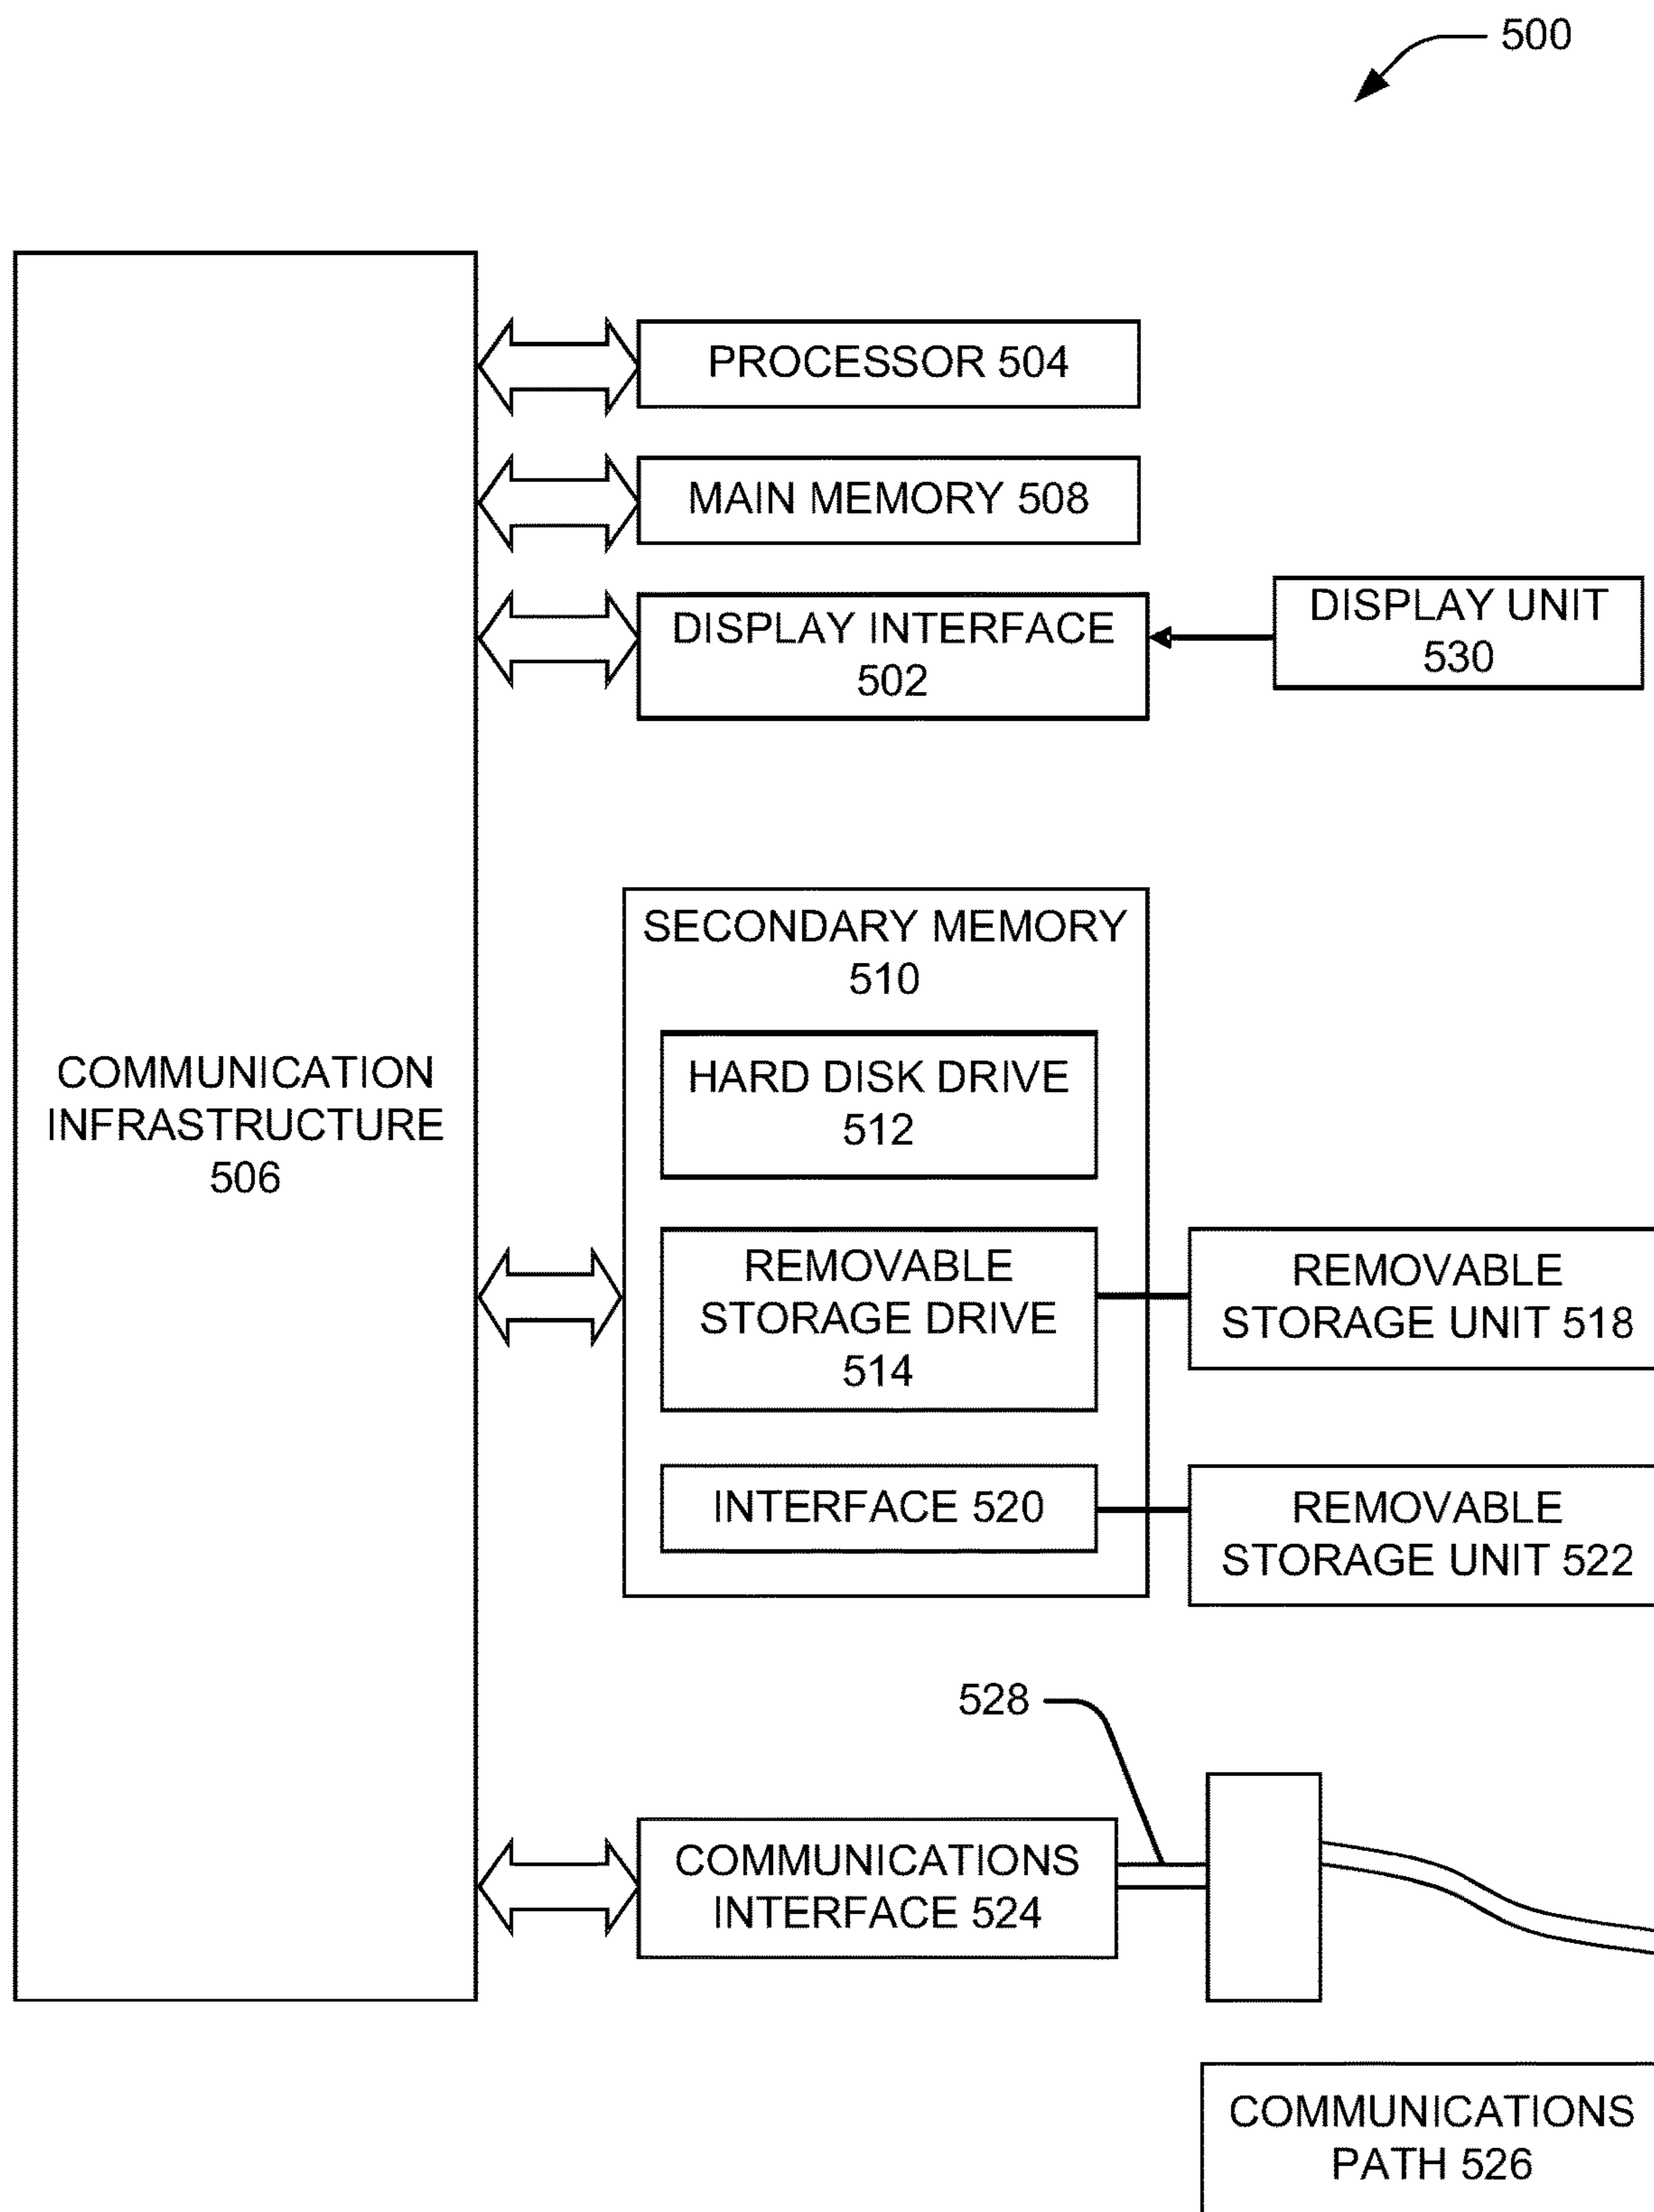 500
PROCESSOR 504
MAIN MEMORY 508
DISPLAY INTERFACE
502
DISPLAY UNIT
530
SECONDARY MEMORY
510
HARD DISK DRIVE
512
COMMUNICATION
INFRASTRUCTURE
506
REMOVABLE
STORAGE DRIVE
514
REMOVABLE
STORAGE UNIT 518
INTERFACE 520
REMOVABLE
STORAGE UNIT 522
528
COMMUNICATIONS
INTERFACE 524
COMMUNICATIONS
PATH 526